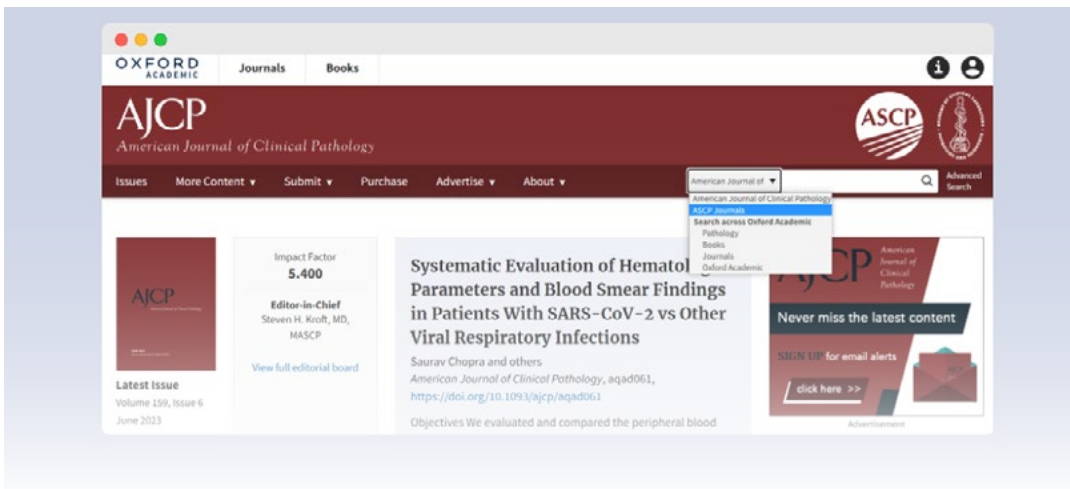 OXFORD
ACADEMIC
Journals Books
AJCP
American Journal of Clinical Pathology
ASCP
Issues More Content Submit Purchase Advertise About
American Journal of
Advanced
Search
American Journal of Clinical Pathology
ASCP Journals
Search across Oxford Academic
Pathology
Books
Journals
Oxford Academic
AJCP
Latest Issue
Volume 159, Issue 6
June 2023
Impact Factor
5.400
Editor-in-Chief
Steven H. Kroft, MD,
MASCP
View full editorial board
Systematic Evaluation of Hematolo
Parameters and Blood Smear Findings
in Patients With SARS-CoV-2 vs Other
Viral Respiratory Infections
Saurav Chopra and others
American Journal of Clinical Pathology, aqad061,
https://doi.org/10.1093/ajcp/aqad061
Objectives We evaluated and compared the peripheral blood
AJCP
American
Journal of
Clinical
Pathology
Never miss the latest content
SIGN UP for email alerts
click here >>
AJCP
Advertisement